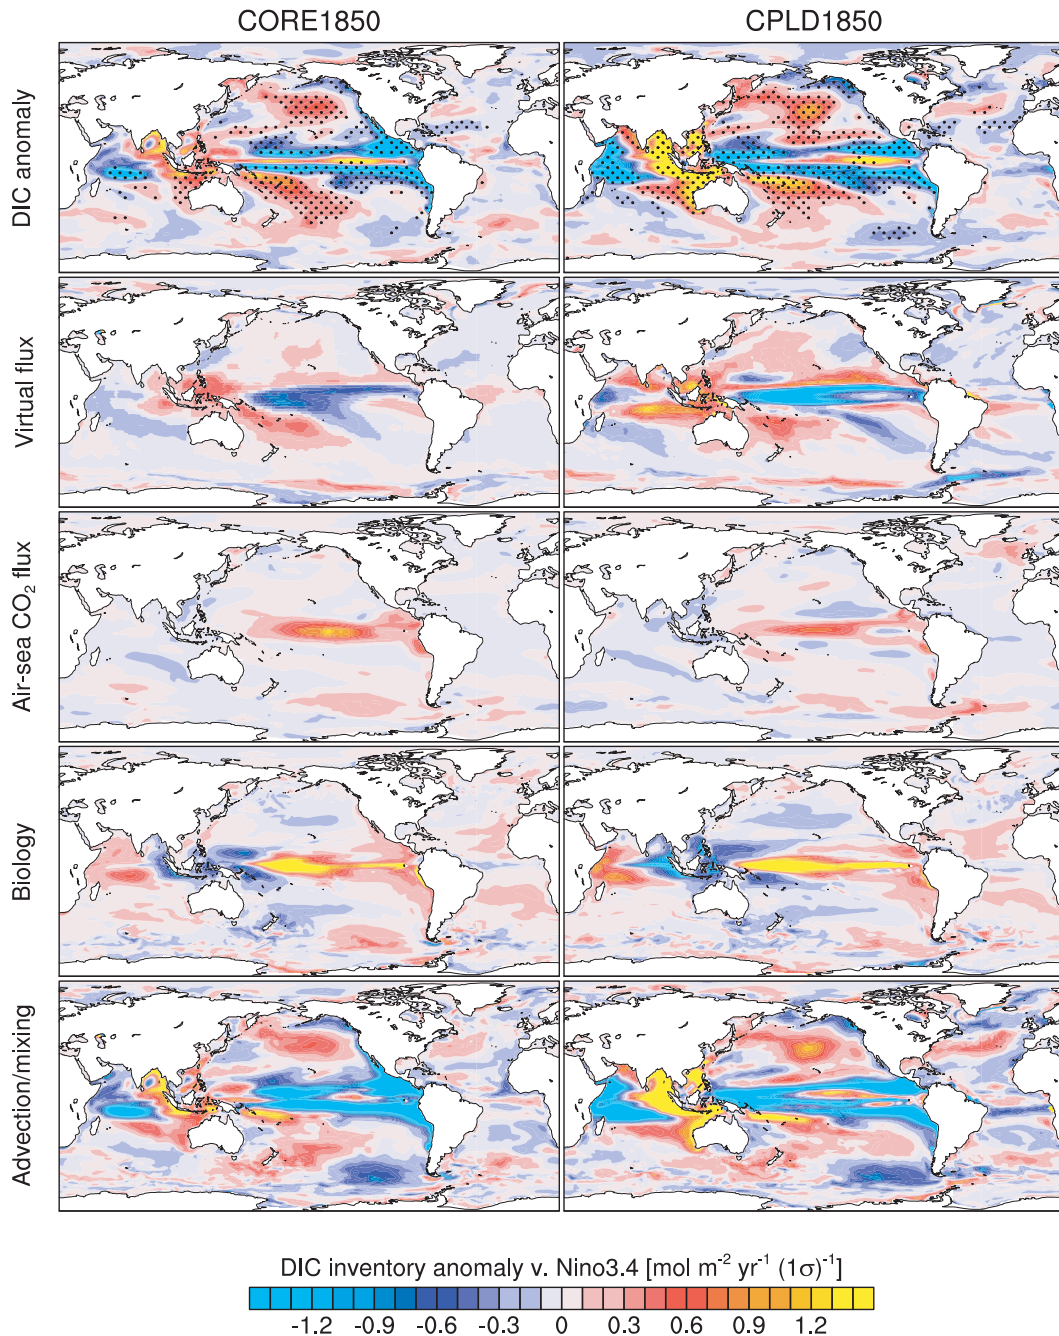 CORE1850 CPLD1850
DIC anomaly
Virtual flux
Air-sea CO₂ flux
Biology
Advection/mixing
DIC inventory anomaly v. Nino3.4 [mol m⁻² yr⁻¹ (1σ)⁻¹]
-1.2 -0.9 -0.6 -0.3 0 0.3 0.6 0.9 1.2